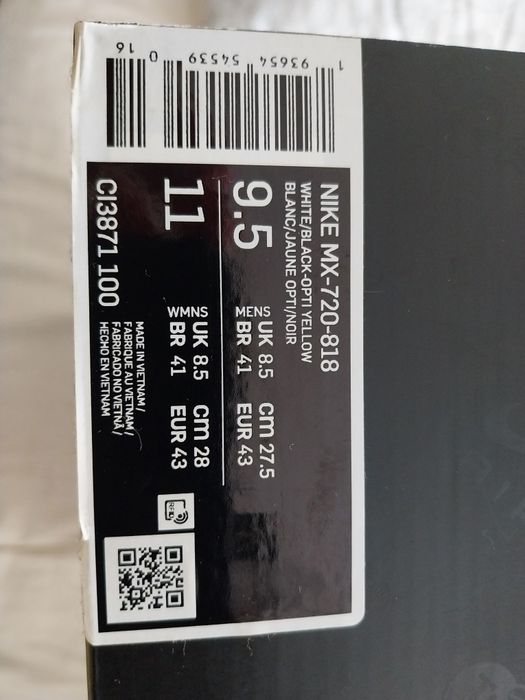 NIKE MX-720-818
WHITE/BLACK-OPTI YELLOW
BLANC/JAUNE OPTI/NOIR
9.5
MENS UK 8.5 cm 27.5
BR 41 EUR 43
11
WMNS UK 8.5 cm 28
BR 41 EUR 43
CI3871 100
MADE IN VIETNAM/
FABRIQUE AU VIETNAM/
FABRICADO NO VIETNÃ/
HECHO EN VIETNAM
RFID
1 93654 54539 0 16